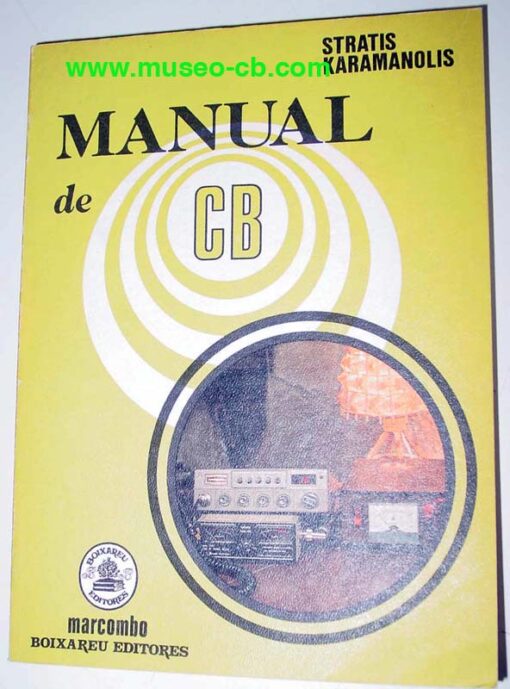 STRATIS
KARAMANOLIS
www.museo-cb.com
MANUAL
de
CB
BOIXAREU
EDITORES
marcombo
BOIXAREU EDITORES